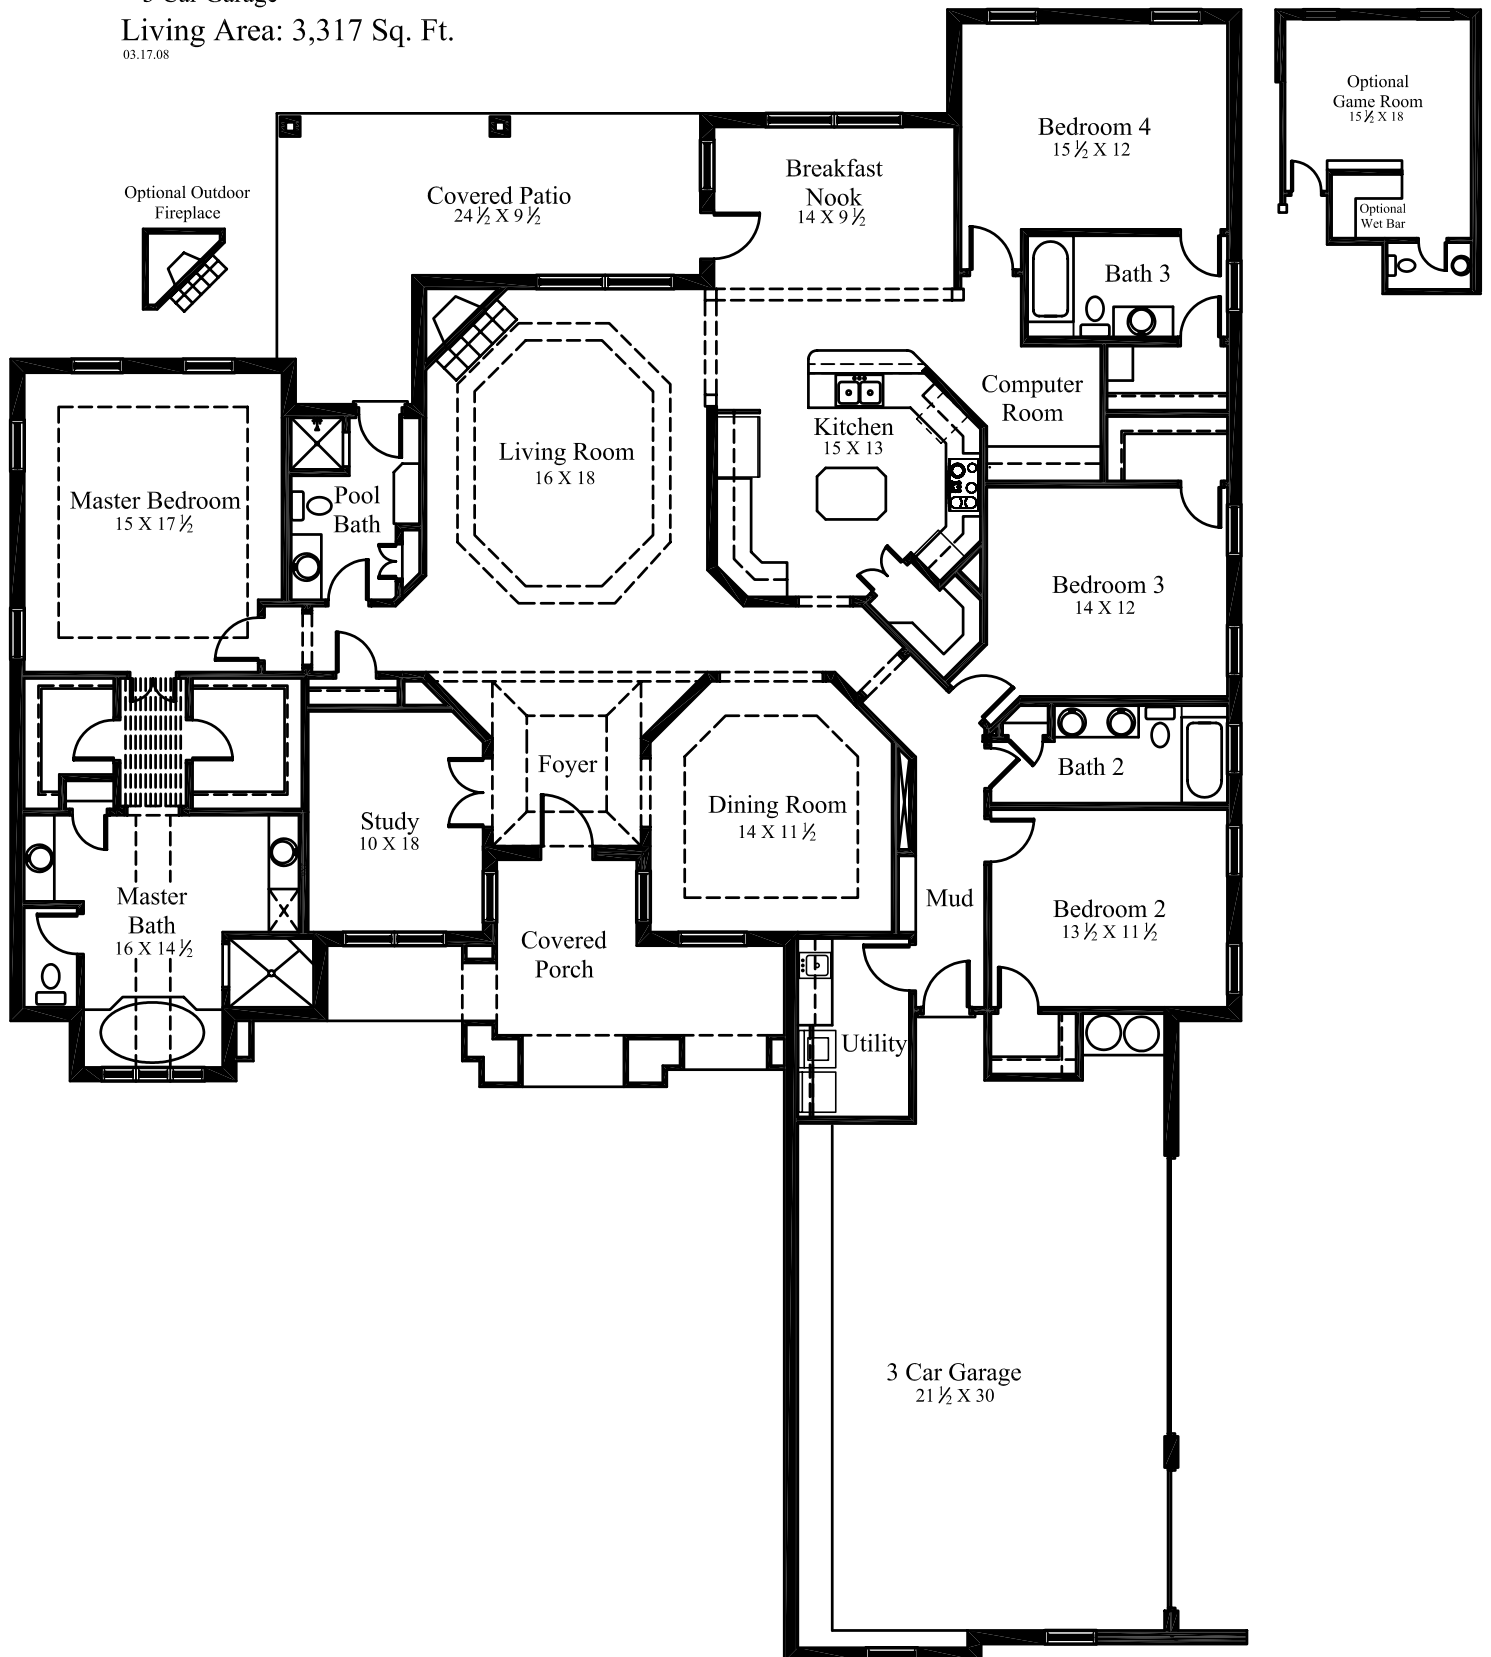 3 Car Garage
Living Area: 3,317 Sq. Ft.
03.17.08
Optional Outdoor
Fireplace
Covered Patio
24 ½ X 9 ½
Breakfast
Nook
14 X 9 ½
Bedroom 4
15 ½ X 12
Optional
Game Room
15 ½ X 18
Optional
Wet Bar
Bath 3
Computer
Room
Kitchen
15 X 13
Living Room
16 X 18
Master Bedroom
15 X 17 ½
Pool
Bath
Bedroom 3
14 X 12
Foyer
Bath 2
Study
10 X 18
Dining Room
14 X 11 ½
Master
Bath
16 X 14 ½
Mud
Bedroom 2
13 ½ X 11 ½
Covered
Porch
Utility
3 Car Garage
21 ½ X 30